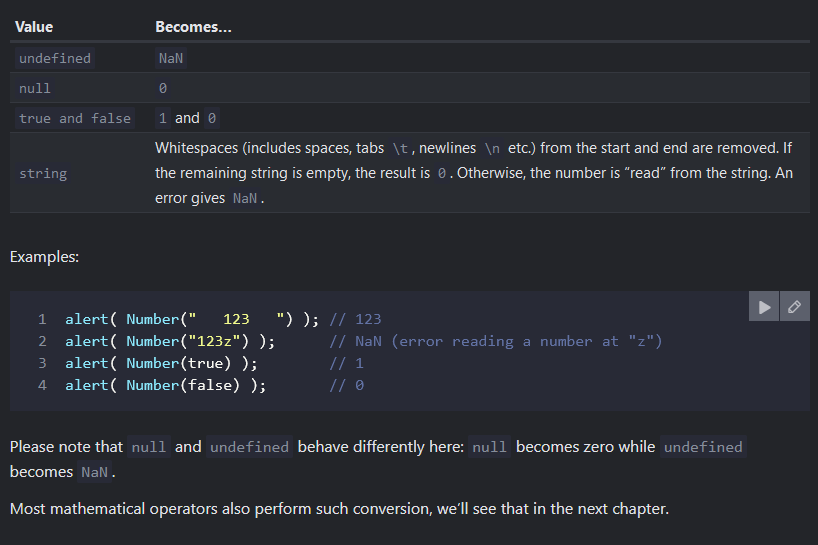 Value Becomes…
undefined NaN
null 0
true and false 1 and 0
string Whitespaces (includes spaces, tabs \t, newlines \n etc.) from the start and end are removed. If
the remaining string is empty, the result is 0. Otherwise, the number is “read” from the string. An
error gives NaN.
Examples:
1 alert( Number("   123   ") ); // 123
2 alert( Number("123z") );      // NaN (error reading a number at "z")
3 alert( Number(true) );        // 1
4 alert( Number(false) );       // 0
Please note that null and undefined behave differently here: null becomes zero while undefined
becomes NaN.
Most mathematical operators also perform such conversion, we’ll see that in the next chapter.